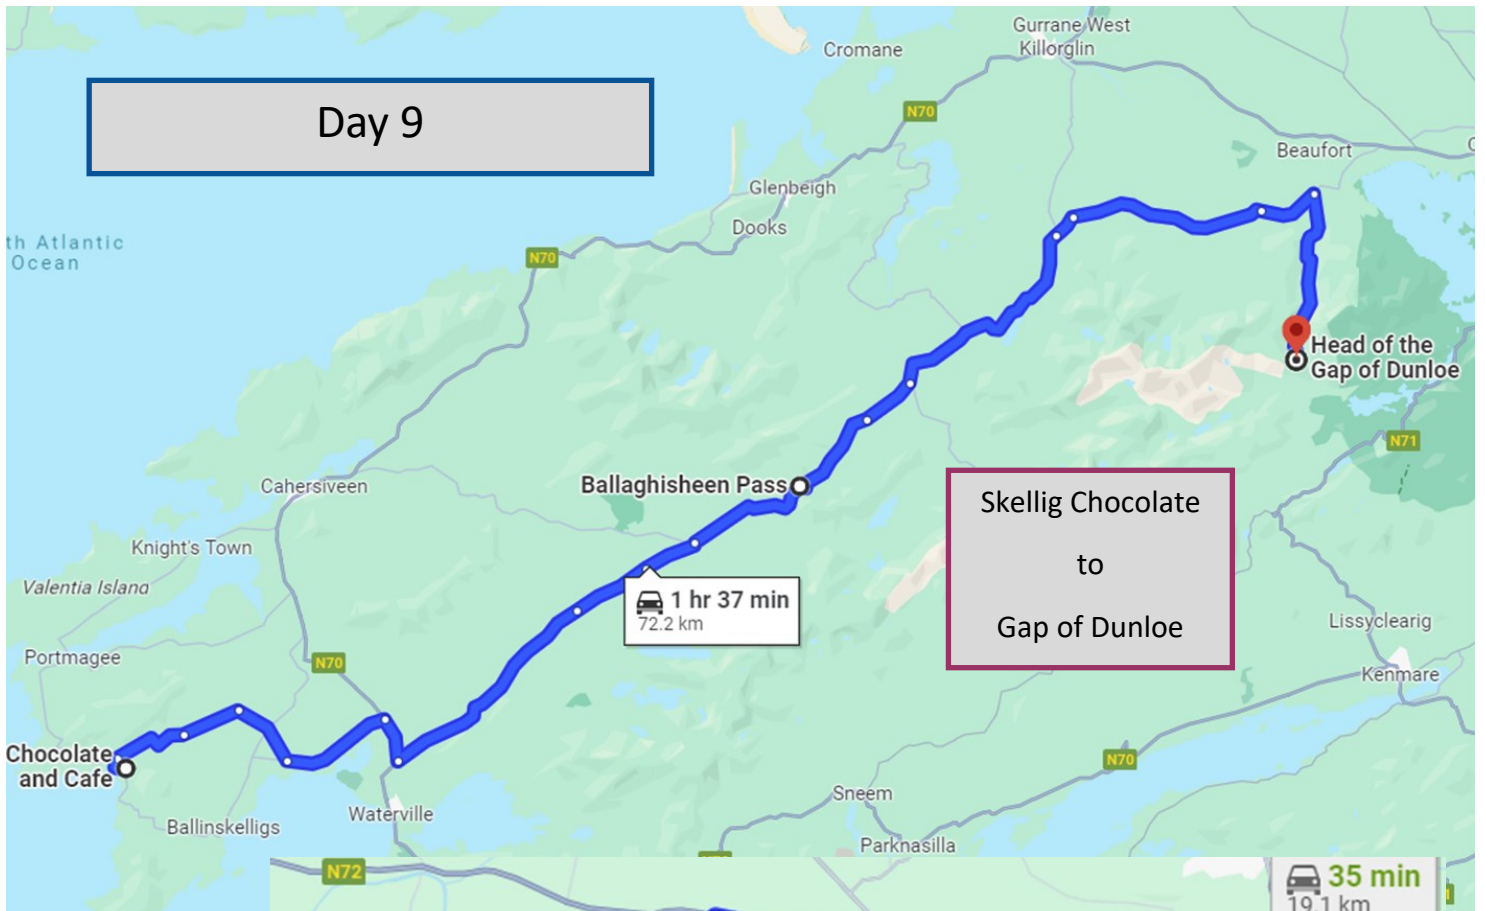 Gurrane West
Killorglin
Cromane
Day 9
N70
Beaufort
Glenbeigh
Dooks
th Atlantic
Ocean
N70
Head of the
Gap of Dunloe
N71
Cahersiveen
Ballaghisheen Pass
Skellig Chocolate
to
Gap of Dunloe
Knight's Town
Valentia Island
1 hr 37 min
72.2 km
Lissyclearig
Portmagee
N70
Kenmare
Chocolate
and Cafe
N70
Sneem
Waterville
Ballinskelligs
Parknasilla
N72
35 min
19.1 km